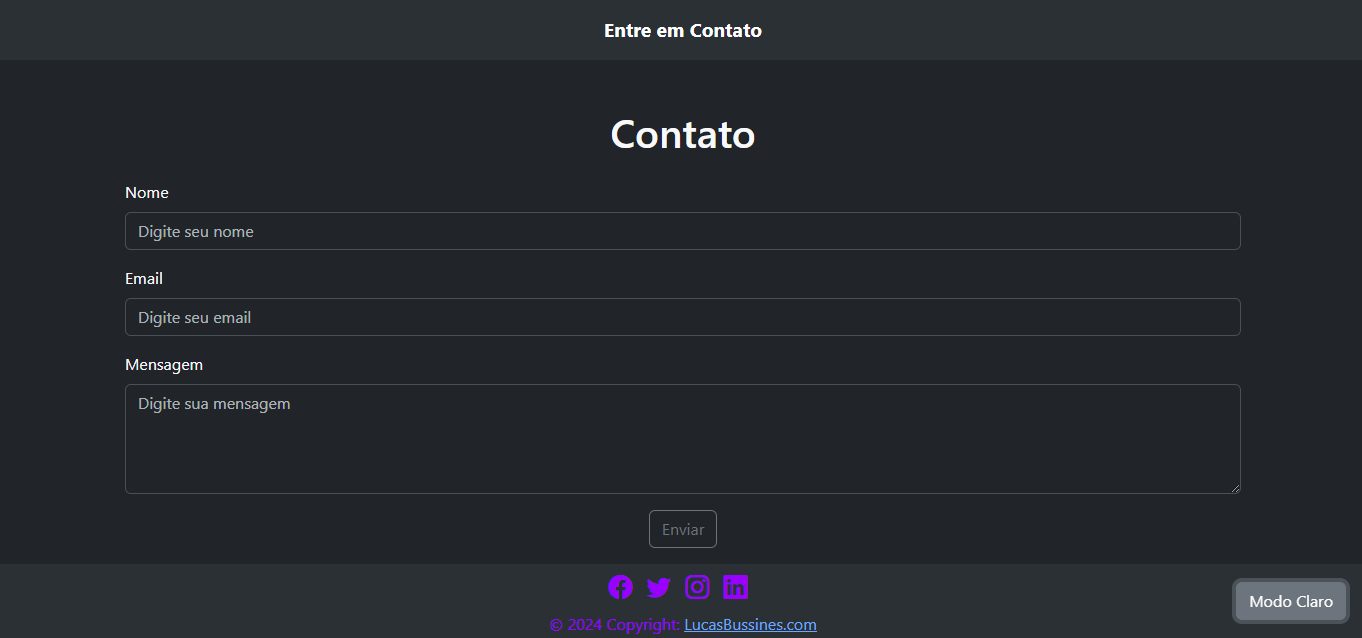 Entre em Contato
Contato
Nome
Digite seu nome
Email
Digite seu email
Mensagem
Digite sua mensagem
Enviar
© 2024 Copyright: LucasBussines.com
Modo Claro